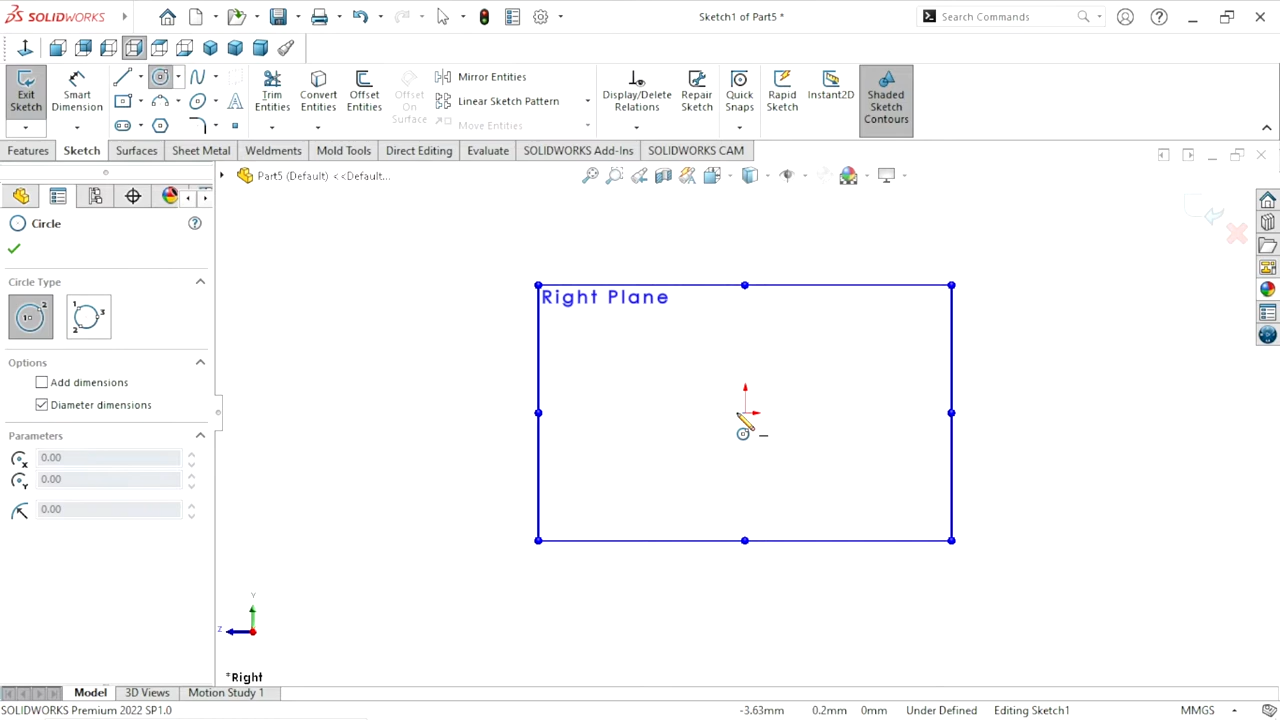 SOLIDWORKS
Sketch1 of Part5 *
Search Commands
Exit Sketch
Smart Dimension
Trim Entities
Convert Entities
Offset Entities
Offset On Surface
Mirror Entities
Linear Sketch Pattern
Move Entities
Display/Delete Relations
Repair Sketch
Quick Snaps
Rapid Sketch
Instant2D
Shaded Sketch Contours
Features
Sketch
Surfaces
Sheet Metal
Weldments
Mold Tools
Direct Editing
Evaluate
SOLIDWORKS Add-Ins
SOLIDWORKS CAM
Part5 (Default) <<Default...
Circle
Circle Type
Options
Add dimensions
Diameter dimensions
Parameters
0.00
0.00
0.00
Right Plane
Y
Z
*Right
Model
3D Views
Motion Study 1
SOLIDWORKS Premium 2022 SP1.0
-3.63mm
0.2mm
0mm
Under Defined
Editing Sketch1
MMGS